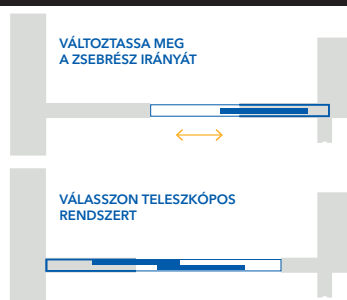 VÁLTOZTASSA MEG
A ZSEBRÉSZ IRÁNYÁT
VÁLASSZON TELESZKÓPOS
RENDSZERT